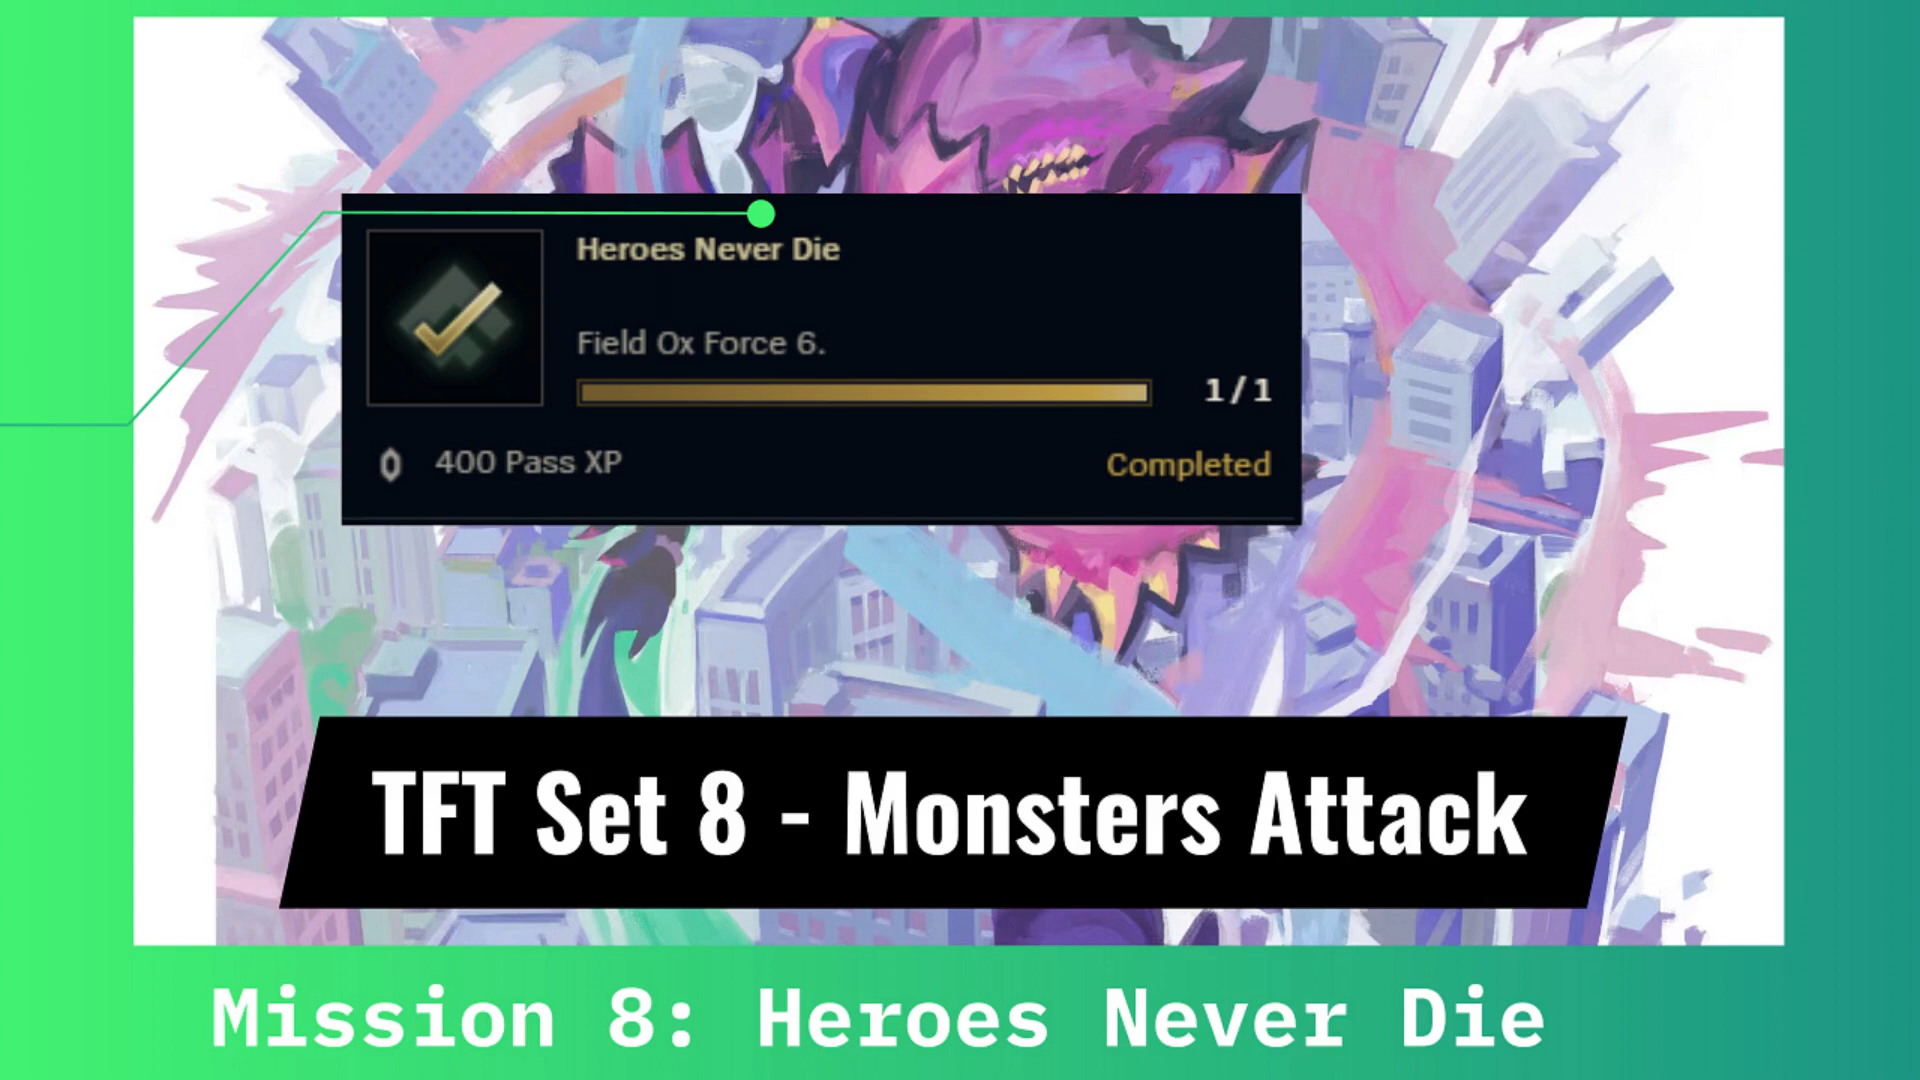 Heroes Never Die
Field Ox Force 6.
1/1
400 Pass XP
Completed
TFT Set 8 - Monsters Attack
Mission 8: Heroes Never Die